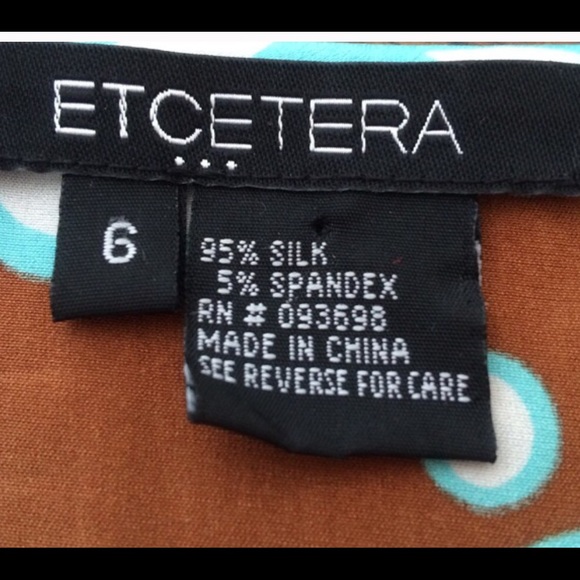 ETCETERA
...
6
95% SILK
5% SPANDEX
RN # 093698
MADE IN CHINA
SEE REVERSE FOR CARE